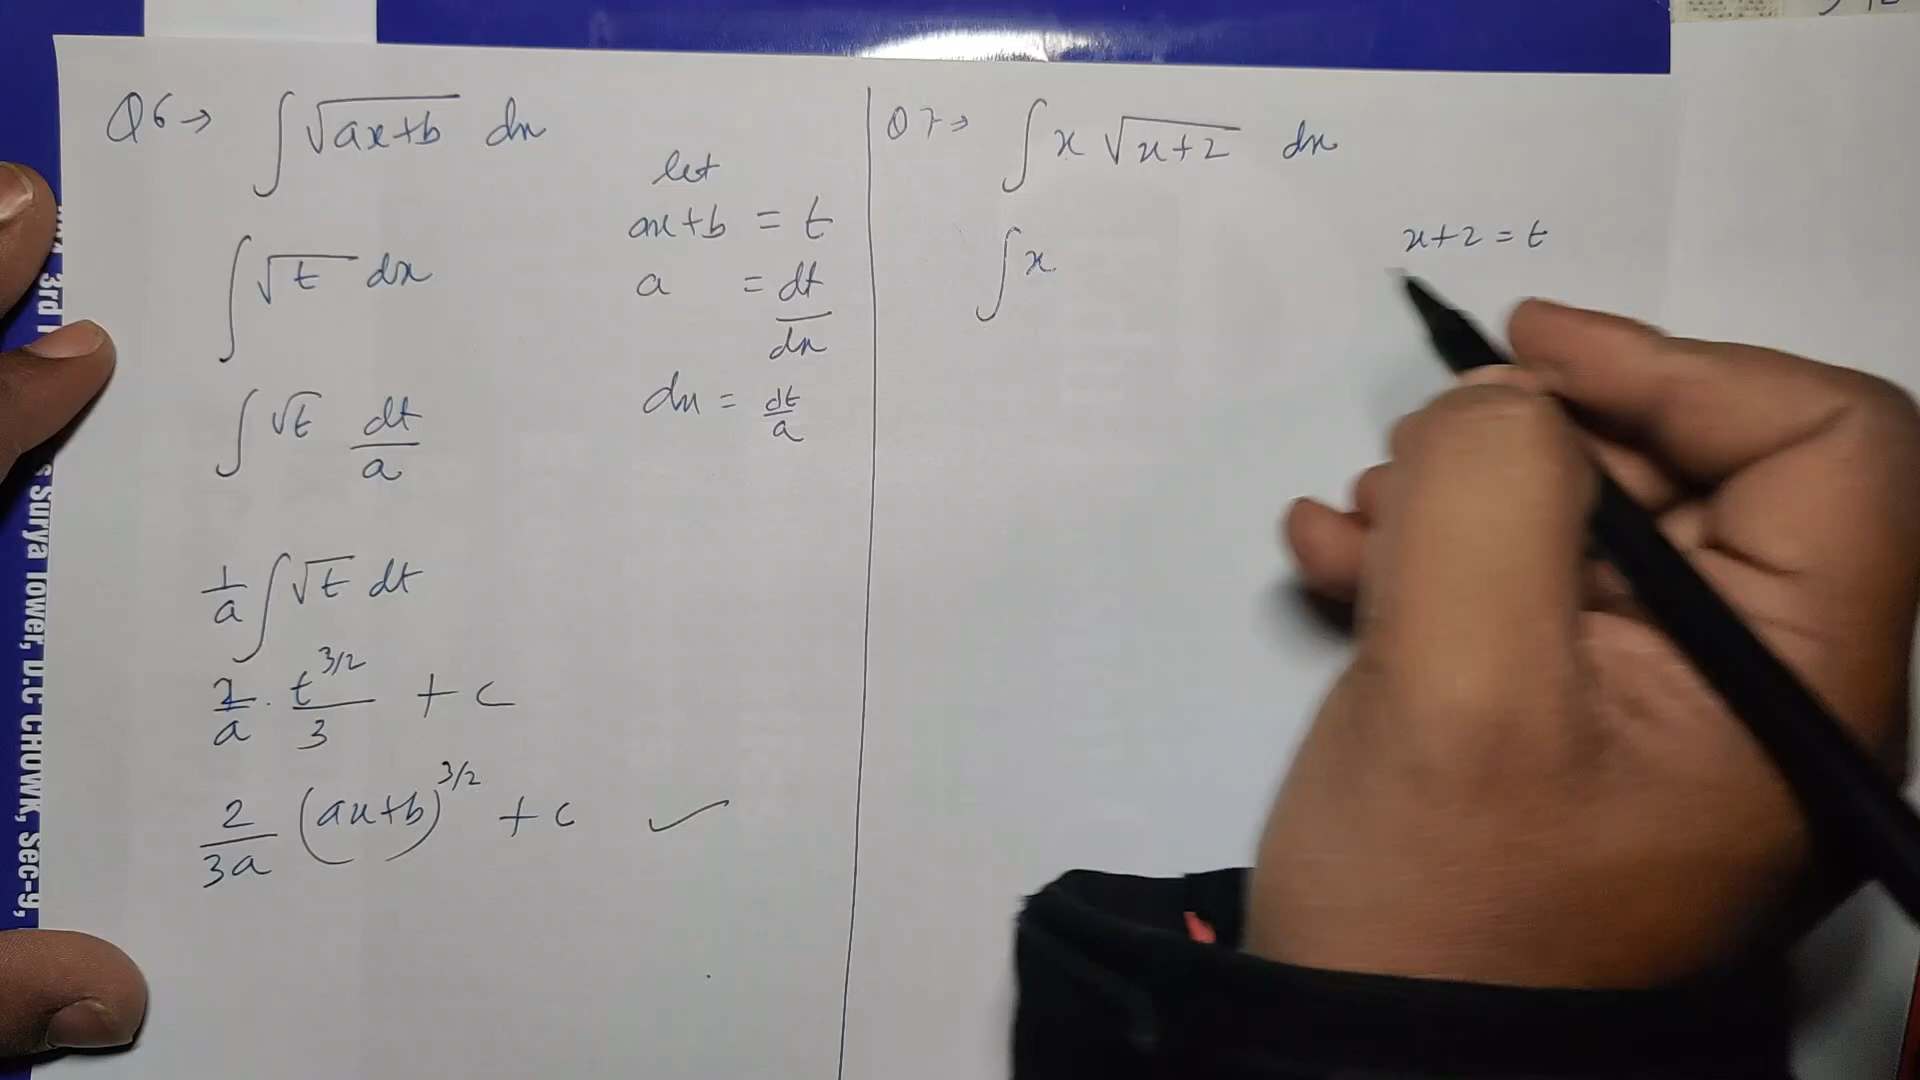 Q6→ ∫ √(ax+b) dx
let
ax+b = t
∫ √t dx
a = dt/dx
dx = dt/a
∫ √t dt/a
1/a ∫ √t dt
2/a . t^3/2 / 3 + c
2/3a (ax+b)^3/2 + c ✓
Q7⇒ ∫ x √(x+2) dx
∫ x
x+2 = t
3rd
s Surya Tower, D.C CHOWK, Sec-9,